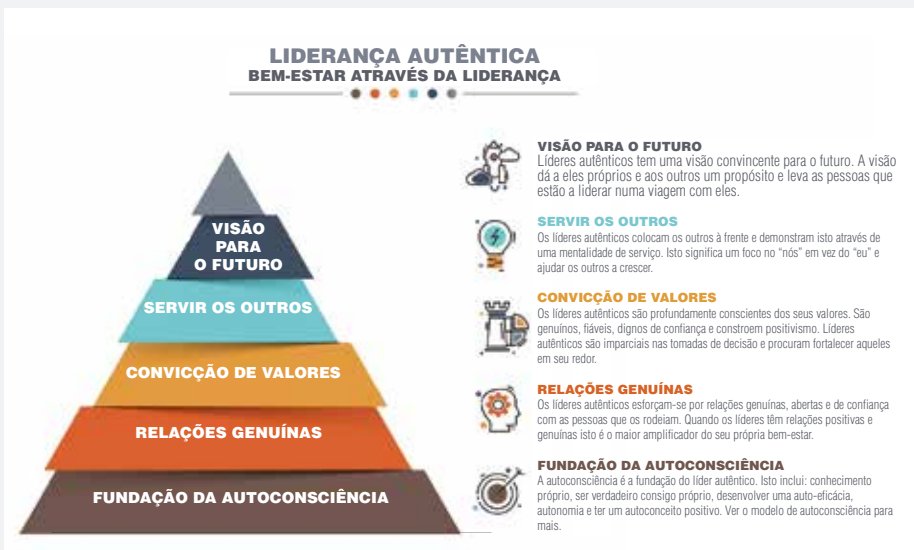 LIDERANÇA AUTÊNTICA
BEM-ESTAR ATRAVÉS DA LIDERANÇA
VISÃO
PARA
O FUTURO
SERVIR OS OUTROS
CONVICÇÃO DE VALORES
RELAÇÕES GENUÍNAS
FUNDAÇÃO DA AUTOCONSCIÊNCIA
VISÃO PARA O FUTURO
Líderes autênticos tem uma visão convincente para o futuro. A visão
dá a eles próprios e aos outros um propósito e leva as pessoas que
estão a liderar numa viagem com eles.
SERVIR OS OUTROS
Os líderes autênticos colocam os outros à frente e demonstram isto através de
uma mentalidade de serviço. Isto significa um foco no “nós” em vez do “eu” e
ajudar os outros a crescer.
CONVICÇÃO DE VALORES
Os líderes autênticos são profundamente conscientes dos seus valores. São
genuínos, fiáveis, dignos de confiança e constroem positivismo. Líderes
autênticos são imparciais nas tomadas de decisão e procuram fortalecer aqueles
em seu redor.
RELAÇÕES GENUÍNAS
Os líderes autênticos esforçam-se por relações genuínas, abertas e de confiança
com as pessoas que os rodeiam. Quando os líderes têm relações positivas e
genuínas isto é o maior amplificador do seu própria bem-estar.
FUNDAÇÃO DA AUTOCONSCIÊNCIA
A autoconsciência é a fundação do líder autêntico. Isto inclui: conhecimento
próprio, ser verdadeiro consigo próprio, desenvolver uma auto-eficácia,
autonomia e ter um autoconceito positivo. Ver o modelo de autoconsciência para
mais.